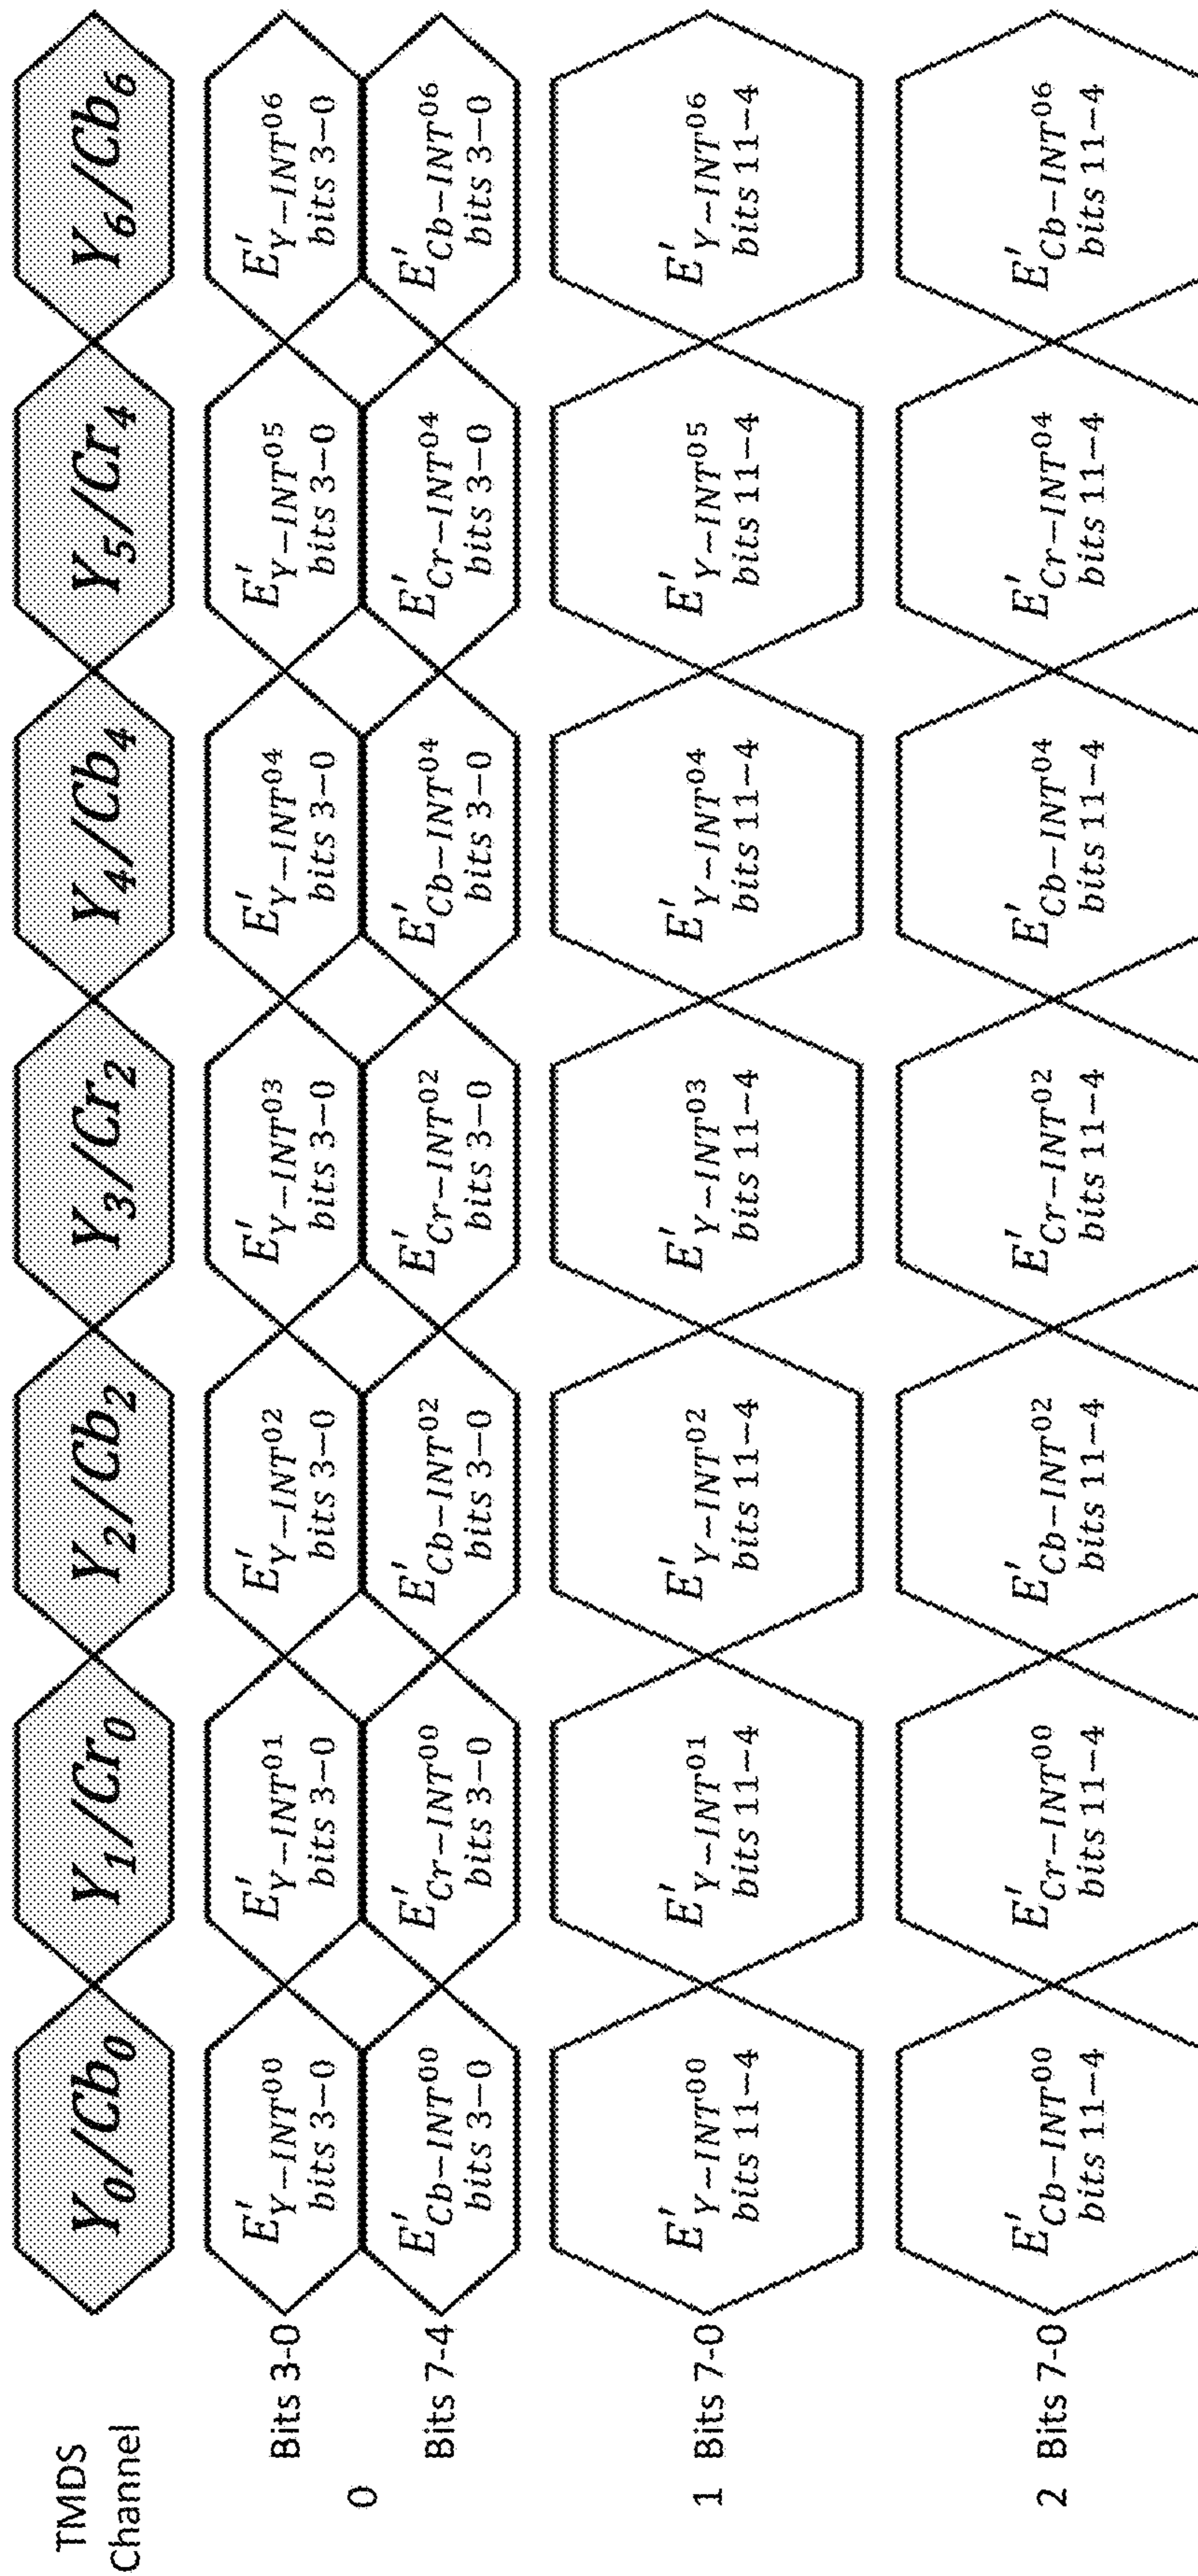 TMDS
Channel
Y₀/Cb₀
Y₁/Cr₀
Y₂/Cb₂
Y₃/Cr₂
Y₄/Cb₄
Y₅/Cr₄
Y₆/Cb₆
0
Bits 3-0
E'Y−INT⁰⁰
bits 3−0
E'Y−INT⁰¹
bits 3−0
E'Y−INT⁰²
bits 3−0
E'Y−INT⁰³
bits 3−0
E'Y−INT⁰⁴
bits 3−0
E'Y−INT⁰⁵
bits 3−0
E'Y−INT⁰⁶
bits 3−0
Bits 7-4
E'Cb−INT⁰⁰
bits 3−0
E'Cr−INT⁰⁰
bits 3−0
E'Cb−INT⁰²
bits 3−0
E'Cr−INT⁰²
bits 3−0
E'Cb−INT⁰⁴
bits 3−0
E'Cr−INT⁰⁴
bits 3−0
E'Cb−INT⁰⁶
bits 3−0
1 Bits 7-0
E'Y−INT⁰⁰
bits 11−4
E'Y−INT⁰¹
bits 11−4
E'Y−INT⁰²
bits 11−4
E'Y−INT⁰³
bits 11−4
E'Y−INT⁰⁴
bits 11−4
E'Y−INT⁰⁵
bits 11−4
E'Y−INT⁰⁶
bits 11−4
2 Bits 7-0
E'Cb−INT⁰⁰
bits 11−4
E'Cr−INT⁰⁰
bits 11−4
E'Cb−INT⁰²
bits 11−4
E'Cr−INT⁰²
bits 11−4
E'Cb−INT⁰⁴
bits 11−4
E'Cr−INT⁰⁴
bits 11−4
E'Cb−INT⁰⁶
bits 11−4